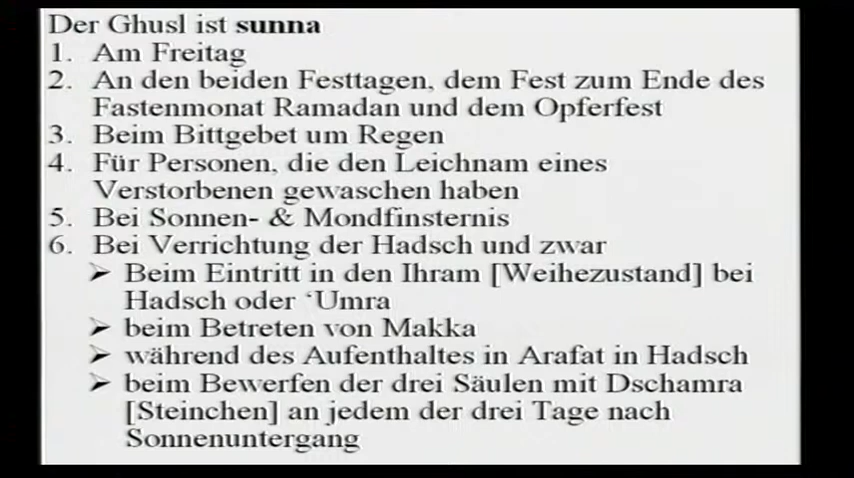 Der Ghusl ist sunna
1. Am Freitag
2. An den beiden Festtagen, dem Fest zum Ende des
Fastenmonat Ramadan und dem Opferfest
3. Beim Bittgebet um Regen
4. Für Personen, die den Leichnam eines
Verstorbenen gewaschen haben
5. Bei Sonnen- & Mondfinsternis
6. Bei Verrichtung der Hadsch und zwar
➢ Beim Eintritt in den Ihram [Weihezustand] bei
Hadsch oder ‘Umra
➢ beim Betreten von Makka
➢ während des Aufenthaltes in Arafat in Hadsch
➢ beim Bewerfen der drei Säulen mit Dschamra
[Steinchen] an jedem der drei Tage nach
Sonnenuntergang